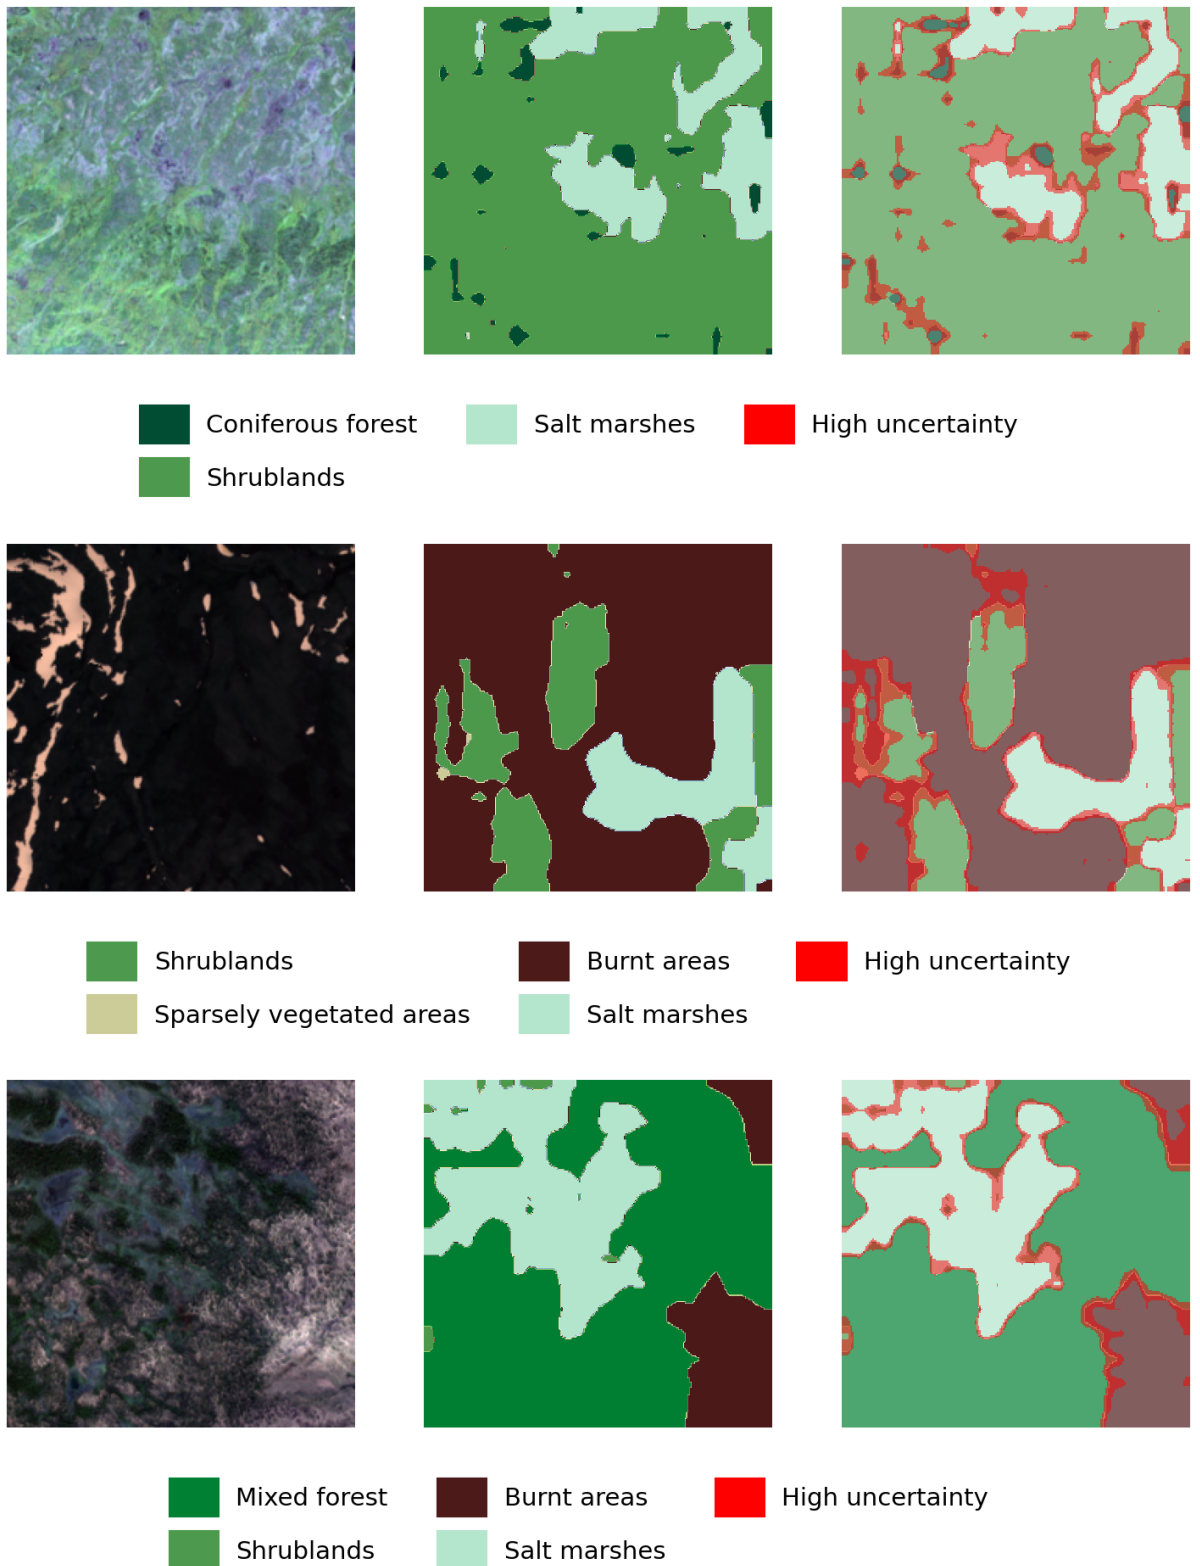 Coniferous forest Salt marshes High uncertainty
Shrublands
Shrublands Burnt areas High uncertainty
Sparsely vegetated areas Salt marshes
Mixed forest Burnt areas High uncertainty
Shrublands Salt marshes